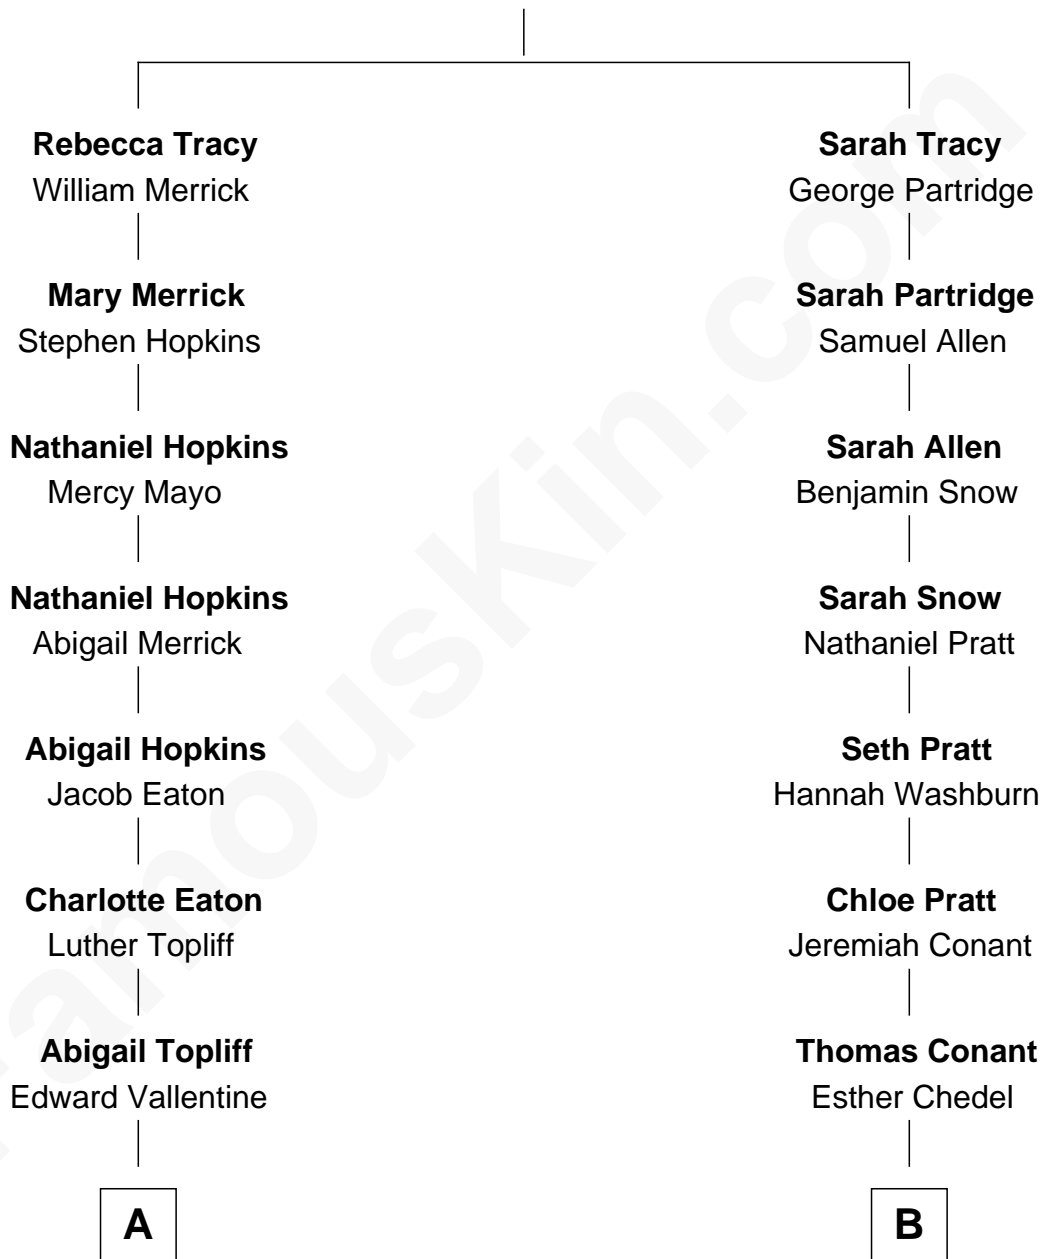 Rebecca Tracy
William Merrick
Sarah Tracy
George Partridge
Mary Merrick
Stephen Hopkins
Sarah Partridge
Samuel Allen
Nathaniel Hopkins
Mercy Mayo
Sarah Allen
Benjamin Snow
Nathaniel Hopkins
Abigail Merrick
Sarah Snow
Nathaniel Pratt
Abigail Hopkins
Jacob Eaton
Seth Pratt
Hannah Washburn
Charlotte Eaton
Luther Topliff
Chloe Pratt
Jeremiah Conant
Abigail Topliff
Edward Vallentine
Thomas Conant
Esther Chedel
A
B
FamousKin.com